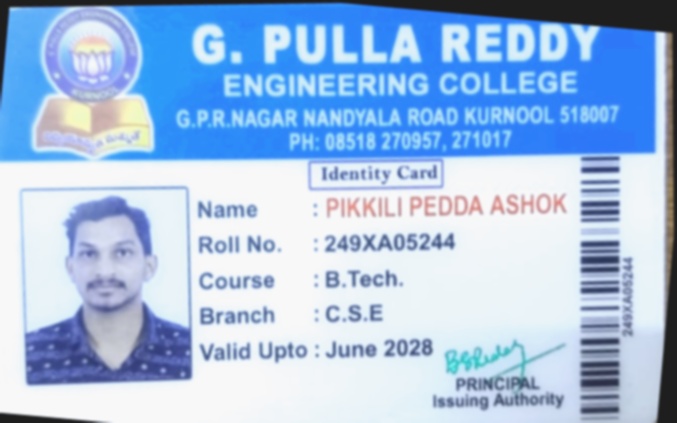 G. PULLA REDDY
ENGINEERING COLLEGE
G.P.R.NAGAR NANDYALA ROAD KURNOOL 518007
PH: 08518 270957, 271017
KURNOOL
Identity Card
Name : PIKKILI PEDDA ASHOK
Roll No. : 249XA05244
Course : B.Tech.
Branch : C.S.E
Valid Upto : June 2028
249XA05244
PRINCIPAL
Issuing Authority